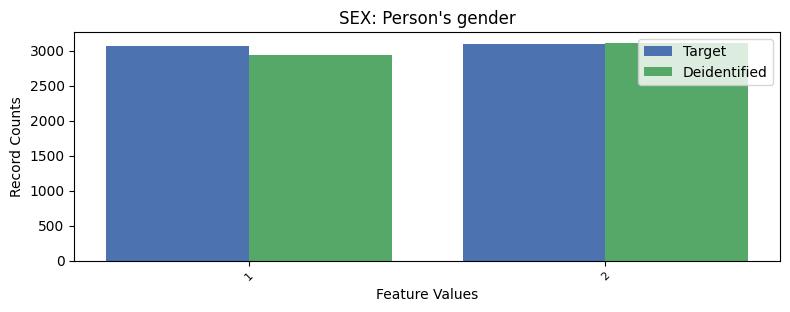 SEX: Person's gender
Target
Deidentified
Record Counts
3000
2500
2000
1500
1000
500
0
1
2
Feature Values